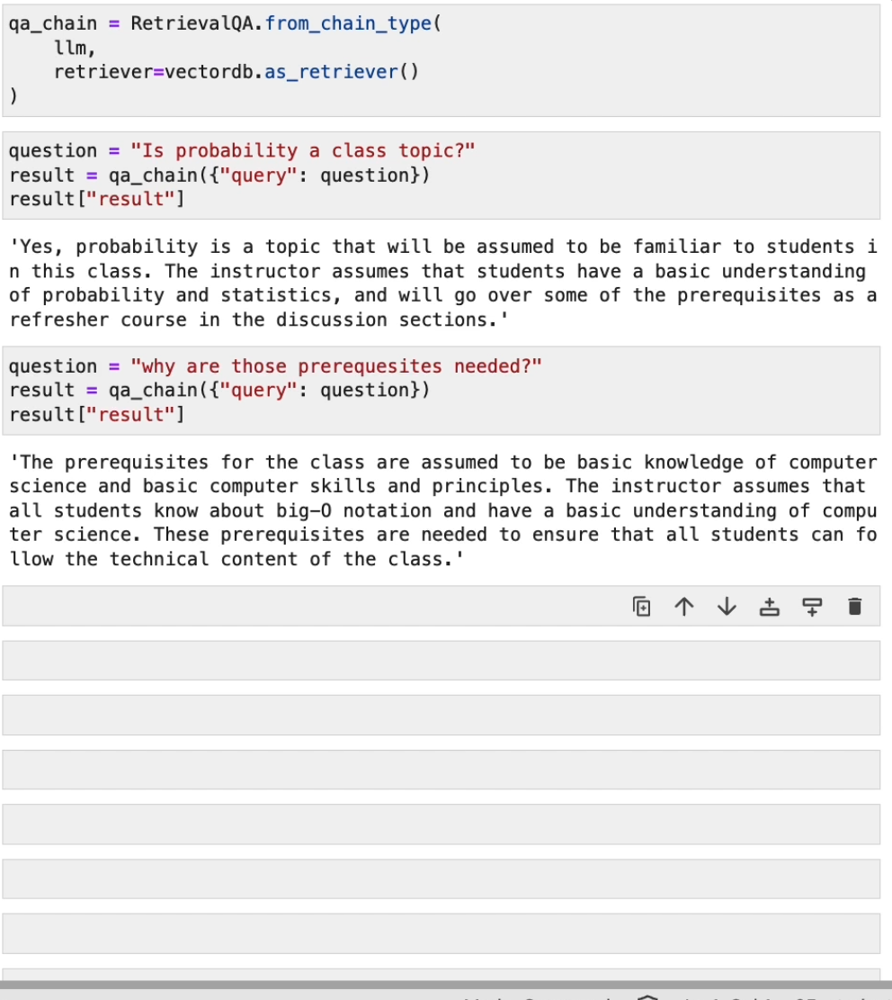 qa_chain = RetrievalQA.from_chain_type(
    llm,
    retriever=vectordb.as_retriever()
)
question = "Is probability a class topic?"
result = qa_chain({"query": question})
result["result"]
'Yes, probability is a topic that will be assumed to be familiar to students i
n this class. The instructor assumes that students have a basic understanding
of probability and statistics, and will go over some of the prerequisites as a
refresher course in the discussion sections.'
question = "why are those prerequesites needed?"
result = qa_chain({"query": question})
result["result"]
'The prerequisites for the class are assumed to be basic knowledge of computer
science and basic computer skills and principles. The instructor assumes that
all students know about big-O notation and have a basic understanding of compu
ter science. These prerequisites are needed to ensure that all students can fo
llow the technical content of the class.'